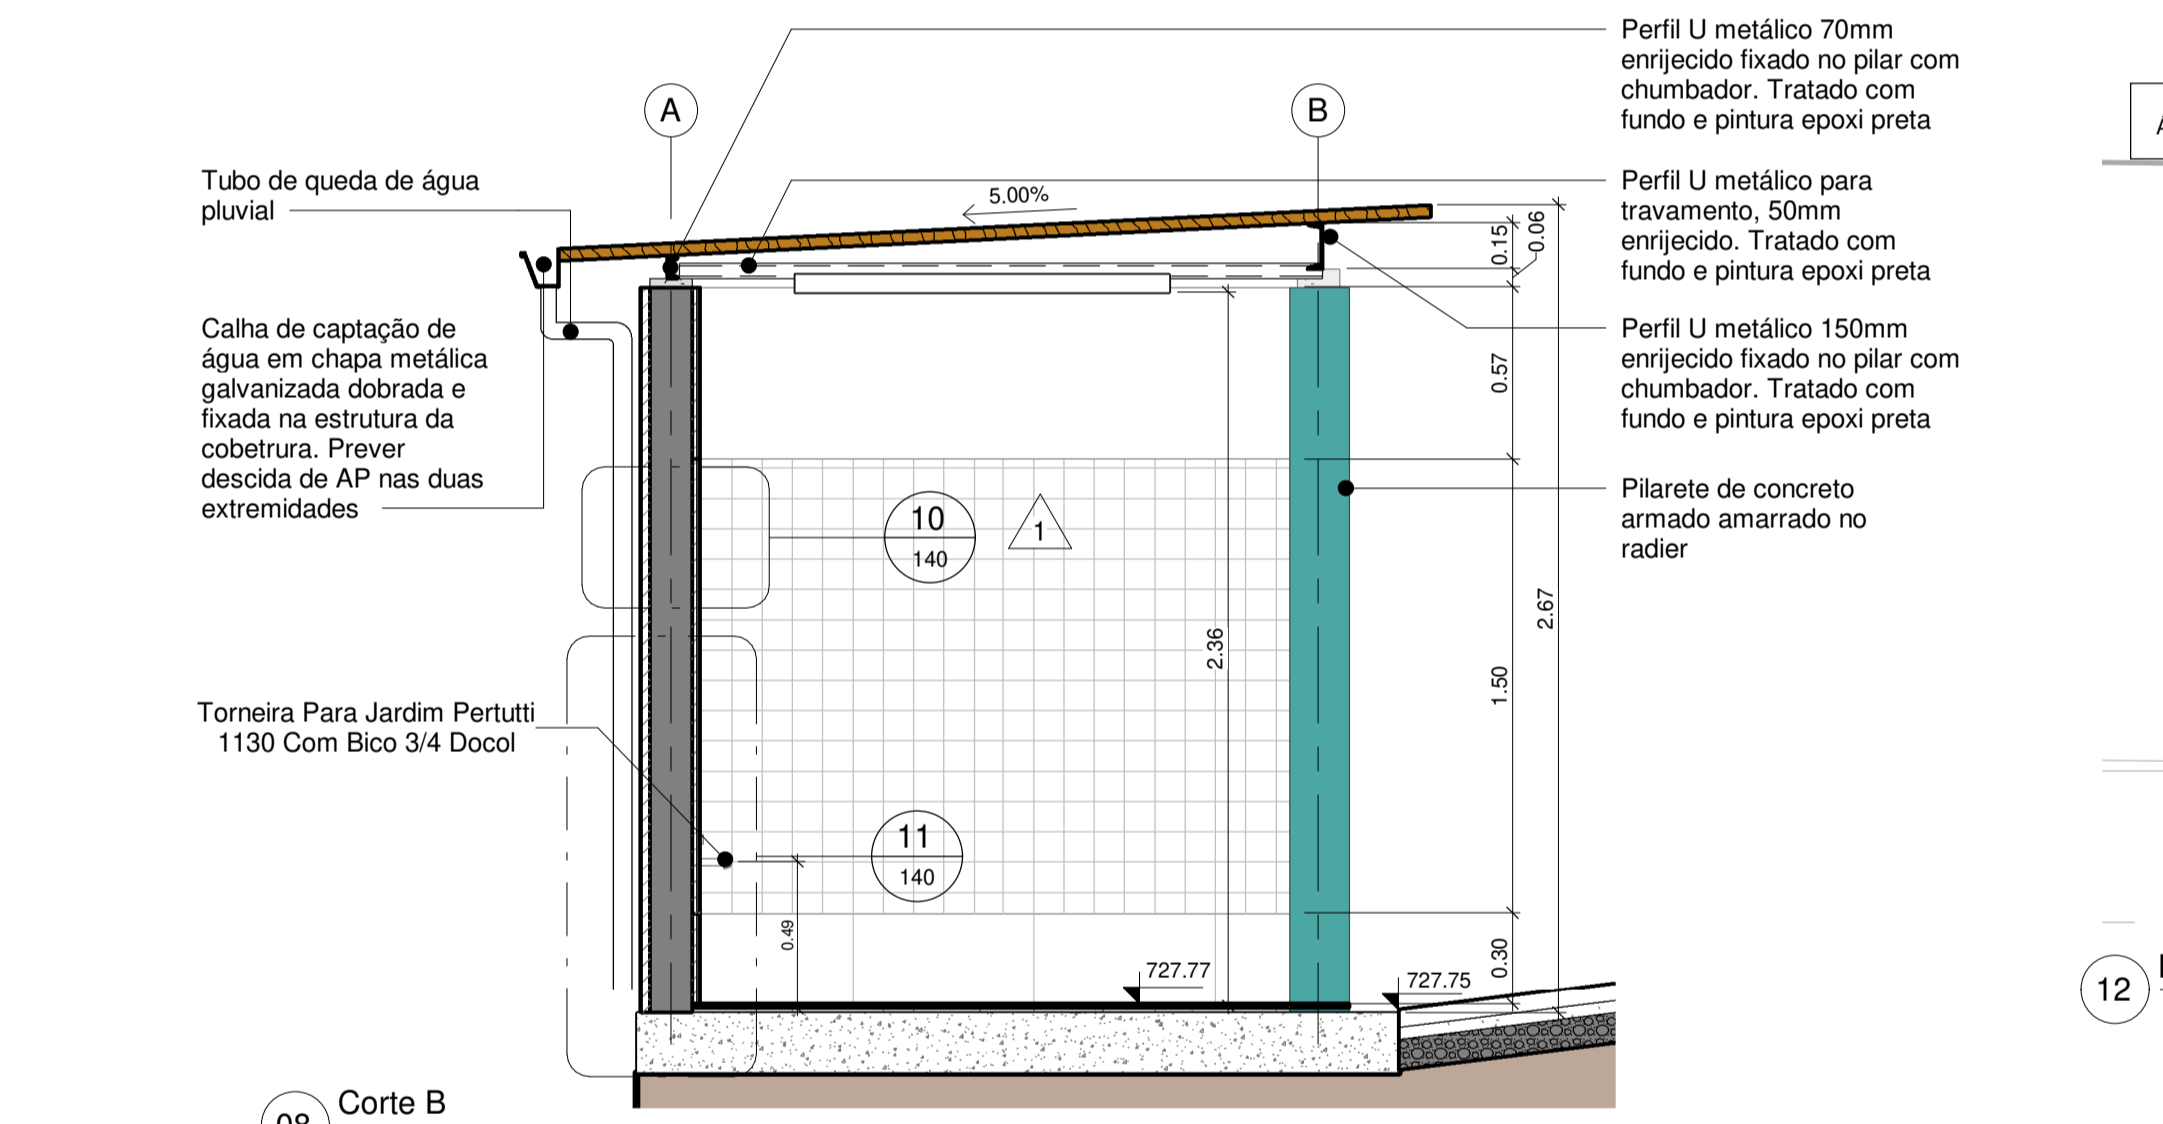 Perfil U metálico 70mm
enrijecido fixado no pilar com
chumbador. Tratado com
fundo e pintura epoxi preta
A
B
Tubo de queda de água
pluvial
5.00%
Perfil U metálico para
travamento, 50mm
enrijecido. Tratado com
fundo e pintura epoxi preta
0.15
0.06
Calha de captação de
água em chapa metálica
galvanizada dobrada e
fixada na estrutura da
cobetrura. Prever
descida de AP nas duas
extremidades
Perfil U metálico 150mm
enrijecido fixado no pilar com
chumbador. Tratado com
fundo e pintura epoxi preta
0.57
10
140
1
Pilarete de concreto
armado amarrado no
radier
2.67
2.36
1.50
Torneira Para Jardim Pertutti
1130 Com Bico 3/4 Docol
11
140
0.49
0.30
727.77
727.75
12
Corte B